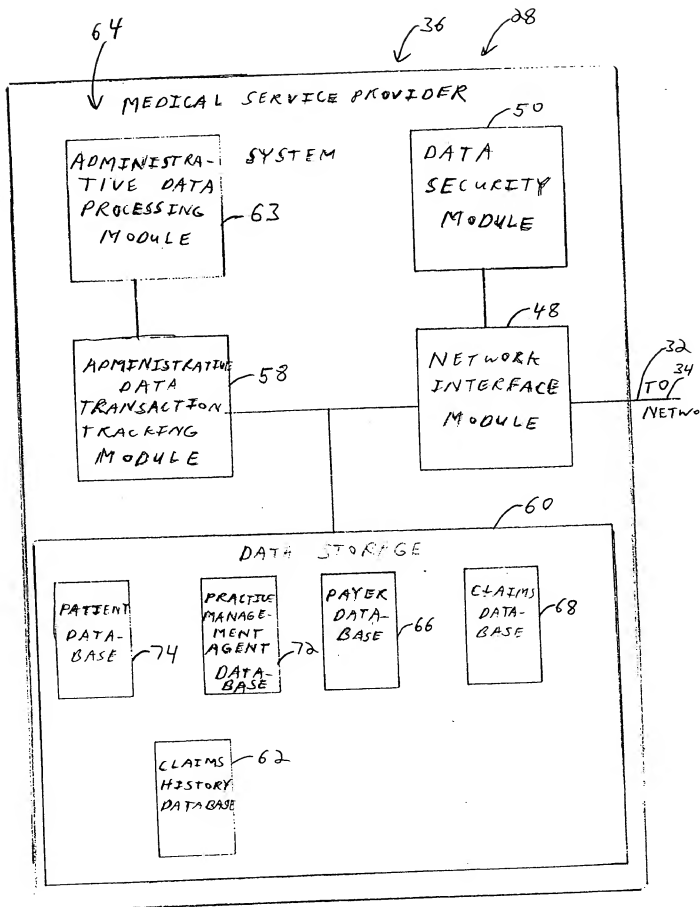 64
36
28
MEDICAL SERVICE PROVIDER
SYSTEM
ADMINISTRA-
TIVE DATA
PROCESSING
MODULE
63
50
DATA
SECURITY
MODULE
ADMINISTRATIVE
DATA
TRANSACTION
TRACKING
MODULE
58
48
NETWORK
INTERFACE
MODULE
32
TO 34
NETWO
60
DATA STORAGE
PATIENT
DATA-
BASE
74
PRACTICE
MANAGE-
MENT
AGENT
DATA-
BASE
72
PAYER
DATA-
BASE
66
CLAIMS
DATA-
BASE
68
CLAIMS
HISTORY
DATABASE
62